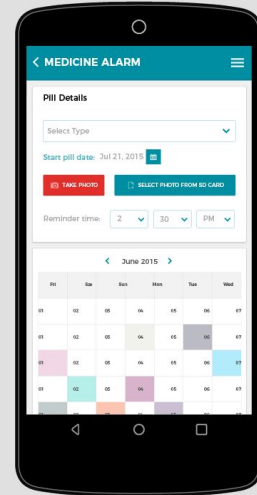 MEDICINE ALARM
Pill Details
Select Type
Start pill date: Jul 21, 2015
TAKE PHOTO SELECT PHOTO FROM SD CARD
Reminder time: 2 30 PM
June 2015
Fri Sat Sun Mon Tue Wed
01 02 03 04 05 06 07
01 02 03 04 05 06 07
01 02 03 04 05 06 07
01 02 03 04 05 06 07